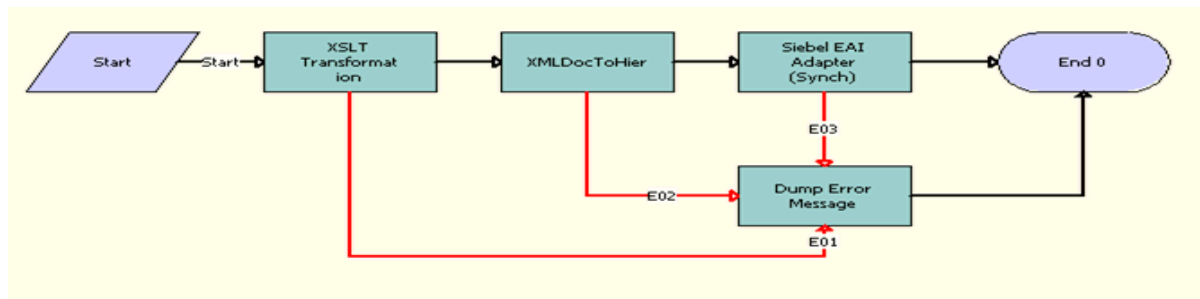 Start
Start
XSLT
Transformat
ion
XMLDocToHier
Siebel EAI
Adapter
(Synch)
End 0
E03
Dump Error
Message
E02
E01